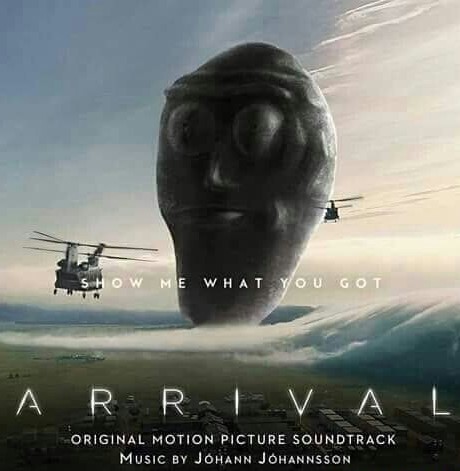 SHOW ME WHAT YOU GOT
ARRIVAL
ORIGINAL MOTION PICTURE SOUNDTRACK
MUSIC BY JÓHANN JÓHANNSSON